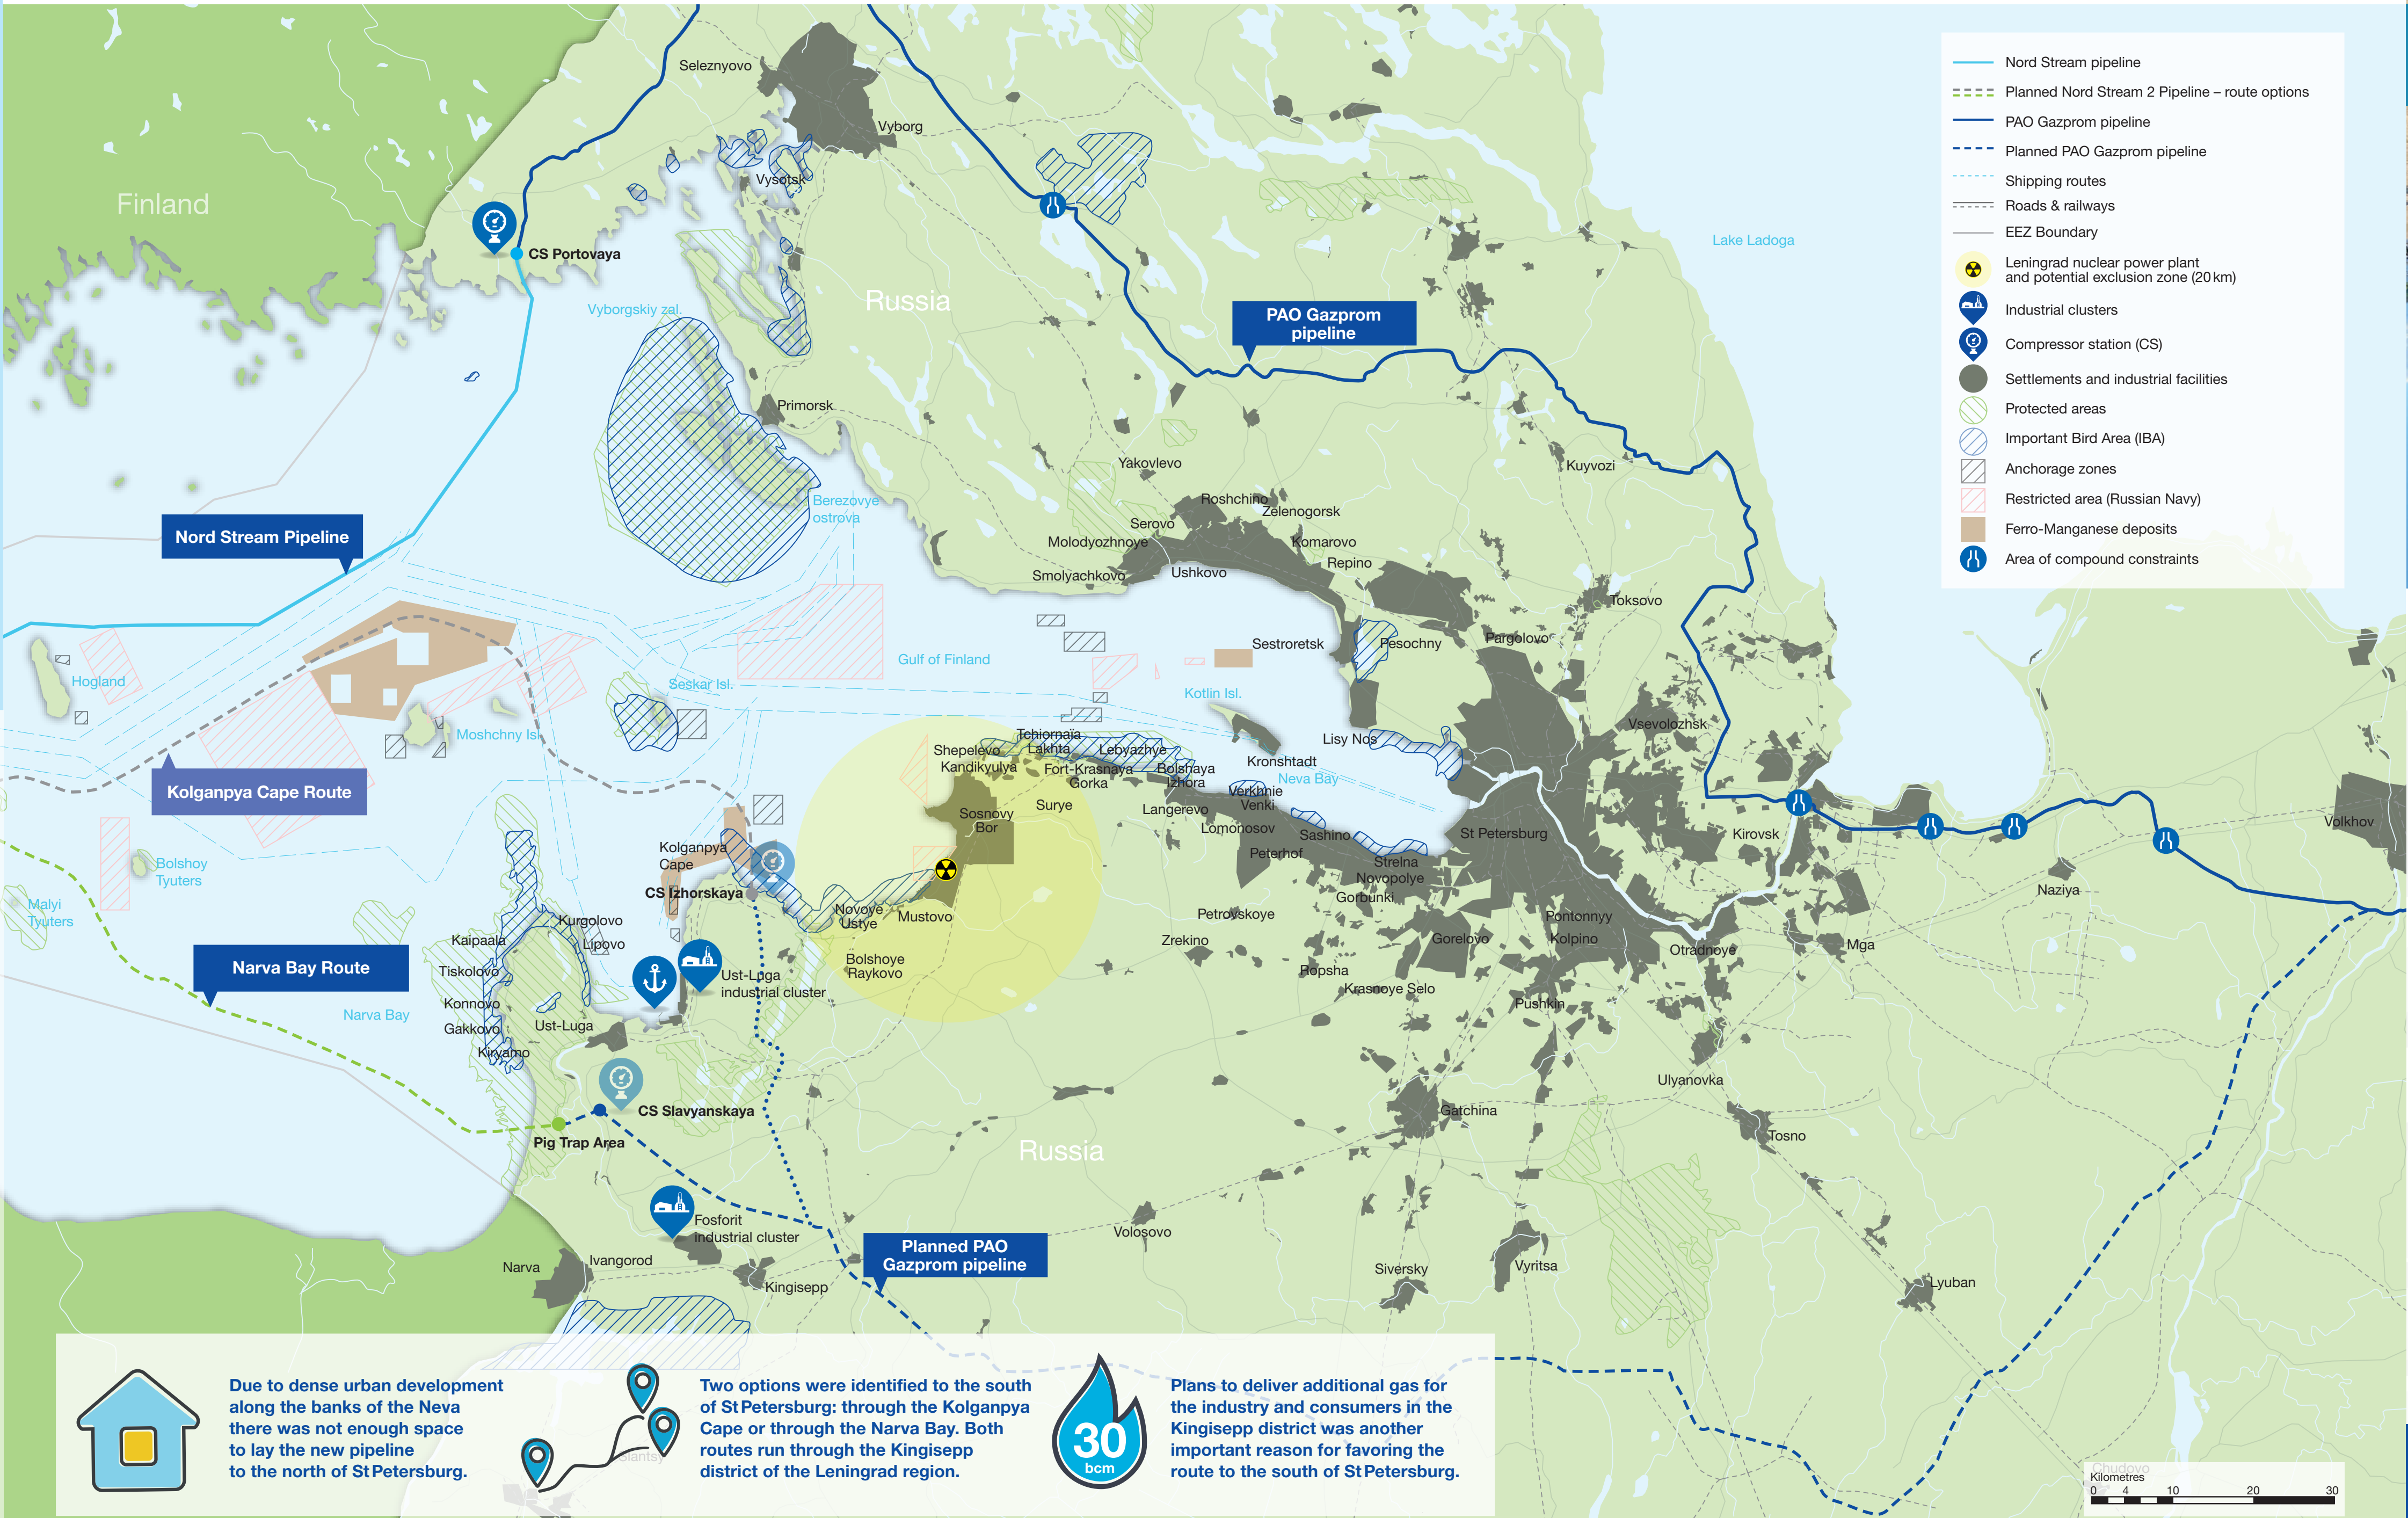 Nord Stream pipeline
Planned Nord Stream 2 Pipeline – route options
PAO Gazprom pipeline
Planned PAO Gazprom pipeline
Shipping routes
Roads & railways
EEZ Boundary
Leningrad nuclear power plant
and potential exclusion zone (20 km)
Industrial clusters
Compressor station (CS)
Settlements and industrial facilities
Protected areas
Important Bird Area (IBA)
Anchorage zones
Restricted area (Russian Navy)
Ferro-Manganese deposits
Area of compound constraints
Seleznyovo
Vyborg
Vysotsk
Finland
CS Portovaya
Lake Ladoga
Russia
Vyborgskiy zal.
PAO Gazprom
pipeline
Primorsk
Yakovlevo
Kuyvozi
Berezovye
ostrova
Roshchino
Zelenogorsk
Serovo
Molodyozhnoye
Komarovo
Repino
Smolyachkovo
Ushkovo
Nord Stream Pipeline
Toksovo
Sestroretsk
Pesochny
Pargolovo
Gulf of Finland
Hogland
Seskar Isl.
Kotlin Isl.
Moshchny Isl.
Vsevolozhsk
Lisy Nos
Tchiornaïa
Lakhta
Shepelevo
Lebyazhye
Kandikyulya
Fort-Krasnaya
Gorka
Bolshaya
Izhora
Kronshtadt
Neva Bay
Verkhnie
Venki
Kolganpya Cape Route
Surye
Langerevo
Sosnovy
Bor
Lomonosov
Sashino
St Petersburg
Kirovsk
Volkhov
Kolganpya
Cape
Peterhof
Strelna
Novopolye
Gorbunki
Bolshoy
Tyuters
CS Izhorskaya
Naziya
Malyi
Tyuters
Novoye
Ustye
Mustovo
Petrovskoye
Pontonnyy
Kurgolovo
Kaipaala
Lipovo
Zrekino
Gorelovo
Kolpino
Otradnoye
Mga
Narva Bay Route
Tiskolovo
Bolshoye
Raykovo
Ropsha
Ust-Luga
industrial cluster
Krasnoye Selo
Konnovo
Pushkin
Narva Bay
Gakkovo
Ust-Luga
Kiryamo
Ulyanovka
CS Slavyanskaya
Gatchina
Pig Trap Area
Tosno
Russia
Fosforit
industrial cluster
Volosovo
Planned PAO
Gazprom pipeline
Narva
Ivangorod
Kingisepp
Siversky
Vyritsa
Lyuban
Due to dense urban development
along the banks of the Neva
there was not enough space
to lay the new pipeline
to the north of St Petersburg.
Slantsy
Two options were identified to the south
of St Petersburg: through the Kolganpya
Cape or through the Narva Bay. Both
routes run through the Kingisepp
district of the Leningrad region.
30
bcm
Plans to deliver additional gas for
the industry and consumers in the
Kingisepp district was another
important reason for favoring the
route to the south of St Petersburg.
Chudovo
Kilometres
0 4 10 20 30